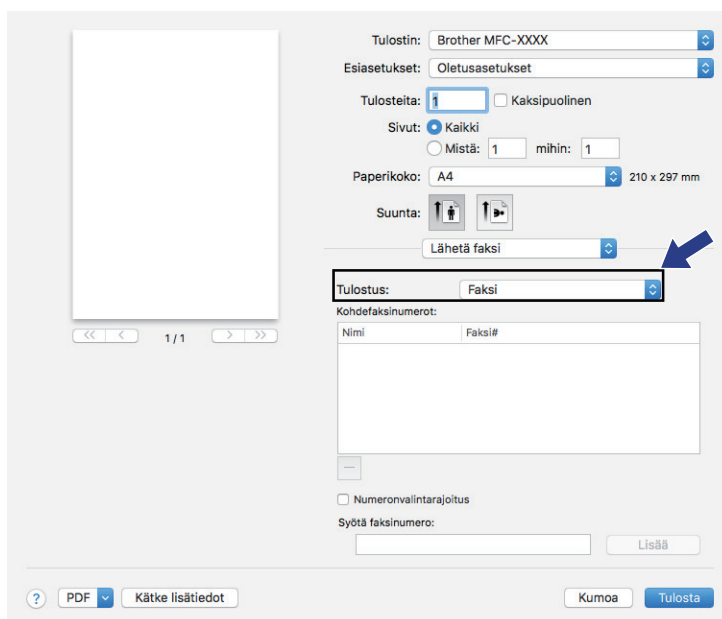 Tulostin: Brother MFC-XXXX
Esiasetukset: Oletusasetukset
Tulosteita: 1 Kaksipuolinen
Sivut: Kaikki
Mistä: 1 mihin: 1
Paperikoko: A4 210 x 297 mm
Suunta:
Lähetä faksi
Tulostus: Faksi
Kohdefaksinumerot:
Nimi Faksi#
<< < 1 / 1 > >>
Numeronvalintarajoitus
Syötä faksinumero:
Lisää
? PDF Kätke lisätiedot Kumoa Tulosta